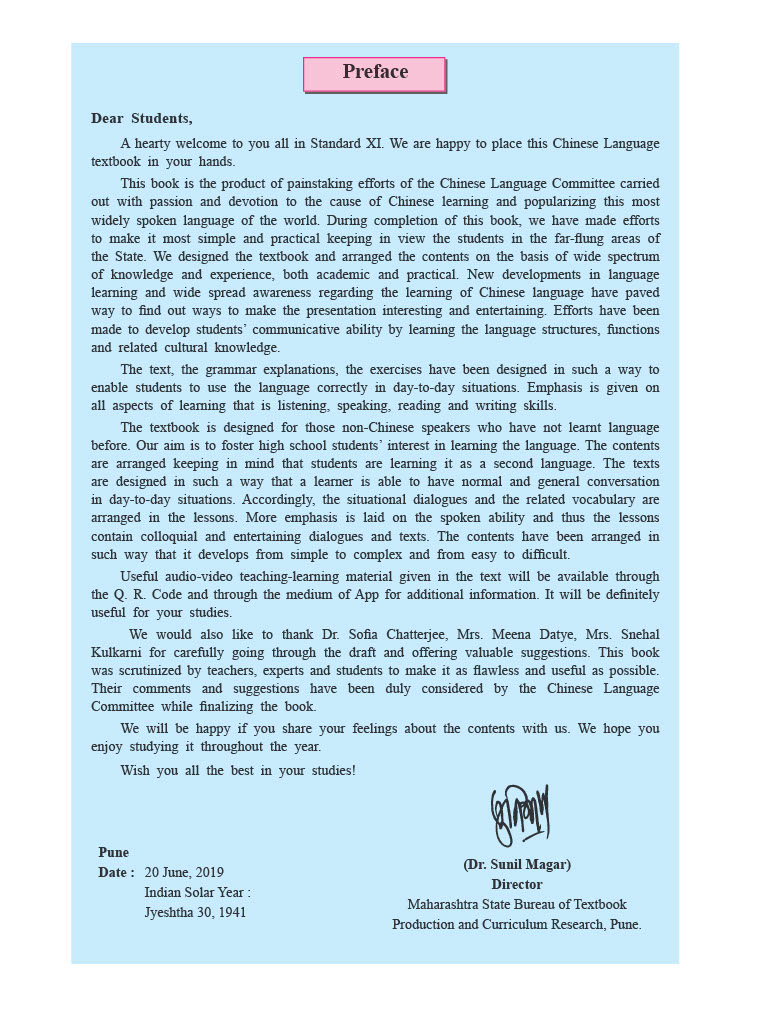 Preface
Dear Students,
A hearty welcome to you all in Standard XI. We are happy to place this Chinese Language
textbook in your hands.
This book is the product of painstaking efforts of the Chinese Language Committee carried
out with passion and devotion to the cause of Chinese learning and popularizing this most
widely spoken language of the world. During completion of this book, we have made efforts
to make it most simple and practical keeping in view the students in the far-flung areas of
the State. We designed the textbook and arranged the contents on the basis of wide spectrum
of knowledge and experience, both academic and practical. New developments in language
learning and wide spread awareness regarding the learning of Chinese language have paved
way to find out ways to make the presentation interesting and entertaining. Efforts have been
made to develop students’ communicative ability by learning the language structures, functions
and related cultural knowledge.
The text, the grammar explanations, the exercises have been designed in such a way to
enable students to use the language correctly in day-to-day situations. Emphasis is given on
all aspects of learning that is listening, speaking, reading and writing skills.
The textbook is designed for those non-Chinese speakers who have not learnt language
before. Our aim is to foster high school students’ interest in learning the language. The contents
are arranged keeping in mind that students are learning it as a second language. The texts
are designed in such a way that a learner is able to have normal and general conversation
in day-to-day situations. Accordingly, the situational dialogues and the related vocabulary are
arranged in the lessons. More emphasis is laid on the spoken ability and thus the lessons
contain colloquial and entertaining dialogues and texts. The contents have been arranged in
such way that it develops from simple to complex and from easy to difficult.
Useful audio-video teaching-learning material given in the text will be available through
the Q. R. Code and through the medium of App for additional information. It will be definitely
useful for your studies.
We would also like to thank Dr. Sofia Chatterjee, Mrs. Meena Datye, Mrs. Snehal
Kulkarni for carefully going through the draft and offering valuable suggestions. This book
was scrutinized by teachers, experts and students to make it as flawless and useful as possible.
Their comments and suggestions have been duly considered by the Chinese Language
Committee while finalizing the book.
We will be happy if you share your feelings about the contents with us. We hope you
enjoy studying it throughout the year.
Wish you all the best in your studies!
Pune
Date : 20 June, 2019
Indian Solar Year :
Jyeshtha 30, 1941
(Dr. Sunil Magar)
Director
Maharashtra State Bureau of Textbook
Production and Curriculum Research, Pune.